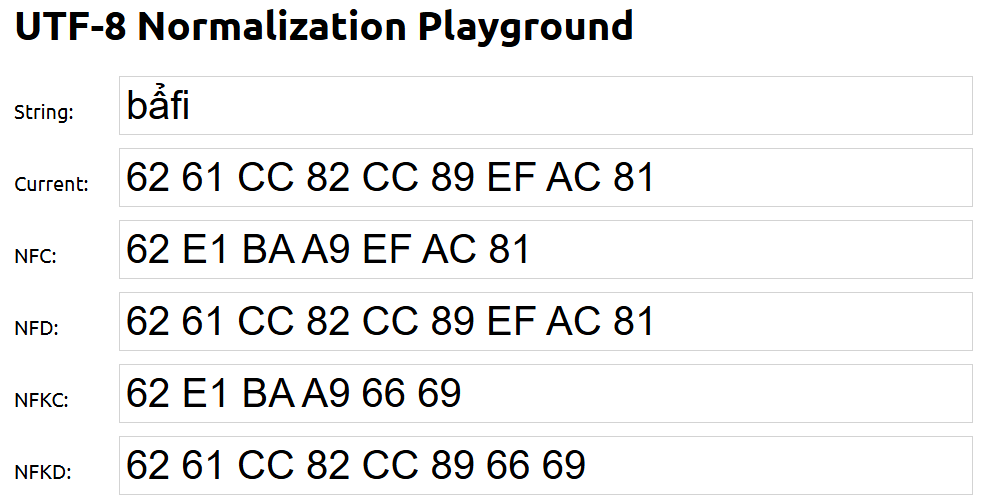 UTF-8 Normalization Playground
String: bẩfi
Current: 62 61 CC 82 CC 89 EF AC 81
NFC: 62 E1 BA A9 EF AC 81
NFD: 62 61 CC 82 CC 89 EF AC 81
NFKC: 62 E1 BA A9 66 69
NFKD: 62 61 CC 82 CC 89 66 69